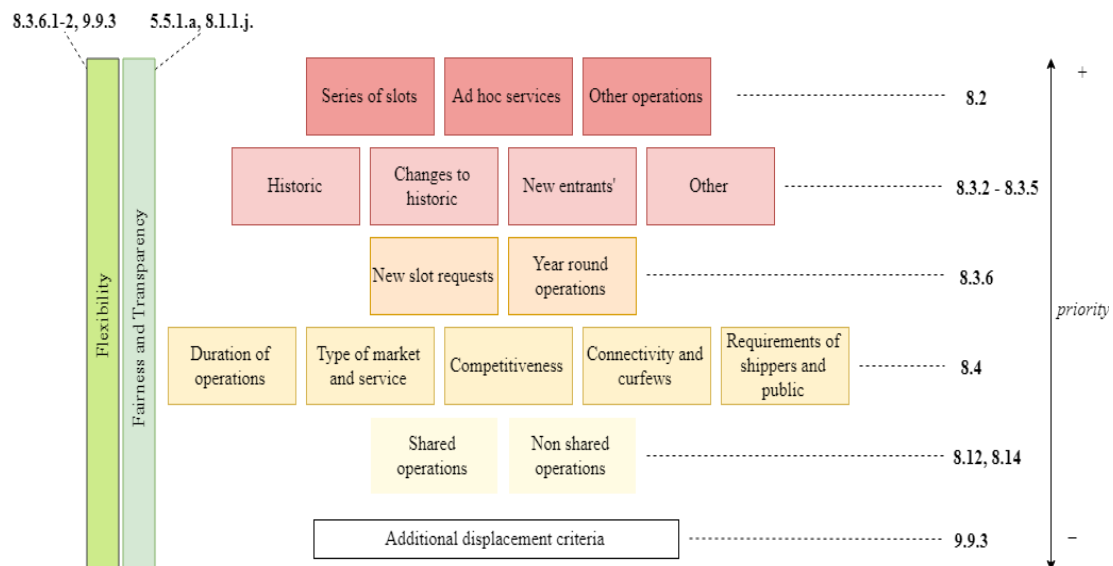 8.3.6.1-2, 9.9.3
5.5.1.a, 8.1.1.j.
Flexibility
Fairness and Transparency
Series of slots
Ad hoc services
Other operations
8.2
+
Historic
Changes to
historic
New entrants'
Other
8.3.2 - 8.3.5
New slot requests
Year round
operations
8.3.6
priority
Duration of
operations
Type of market
and service
Competitiveness
Connectivity and
curfews
Requirements of
shippers and
public
8.4
Shared
operations
Non shared
operations
8.12, 8.14
Additional displacement criteria
9.9.3
–